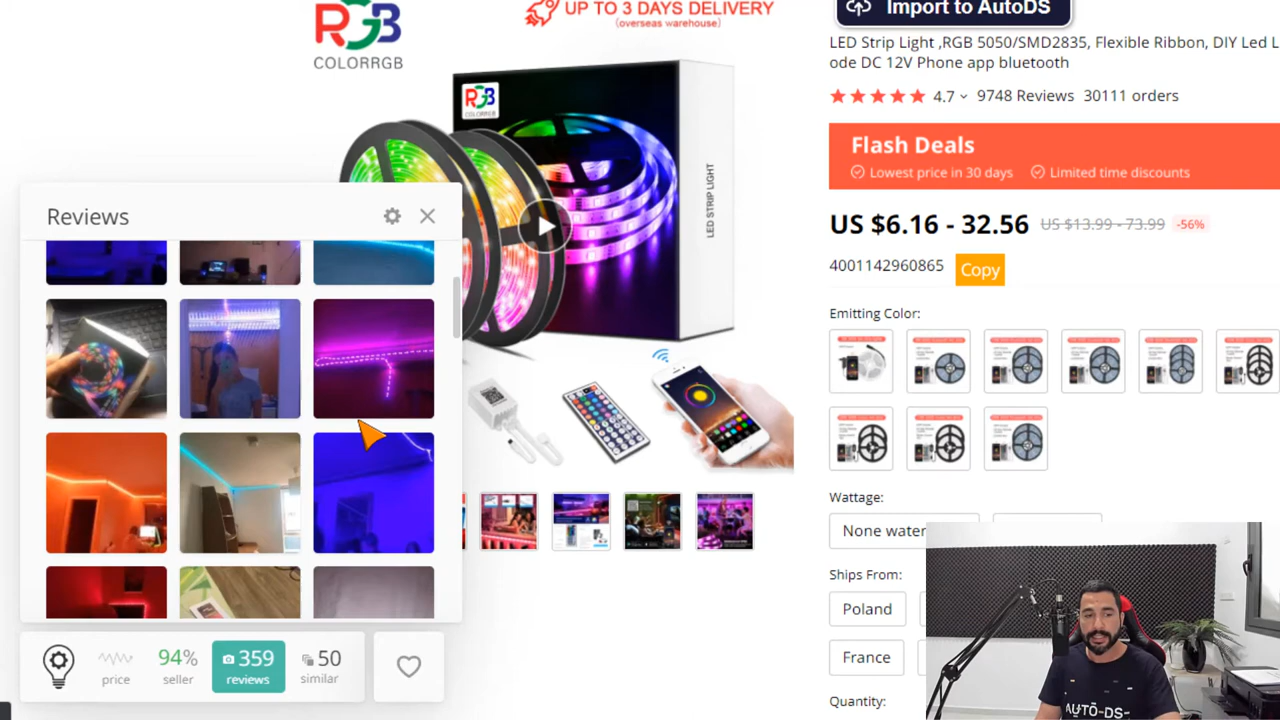 RGB
COLORRGB
UP TO 3 DAYS DELIVERY
(overseas warehouse)
RGB
COLORRGB
LED STRIP LIGHT
Import to AutoDS
LED Strip Light ,RGB 5050/SMD2835, Flexible Ribbon, DIY Led L
ode DC 12V Phone app bluetooth
4.7 9748 Reviews 30111 orders
Flash Deals
Lowest price in 30 days Limited time discounts
US $6.16 - 32.56 US $13.99 - 73.99 -56%
4001142960865 Copy
Emitting Color:
Wattage:
None water
Ships From:
Poland
France
Quantity:
Reviews
price
94%
seller
359
reviews
50
similar
AUTO-DS-